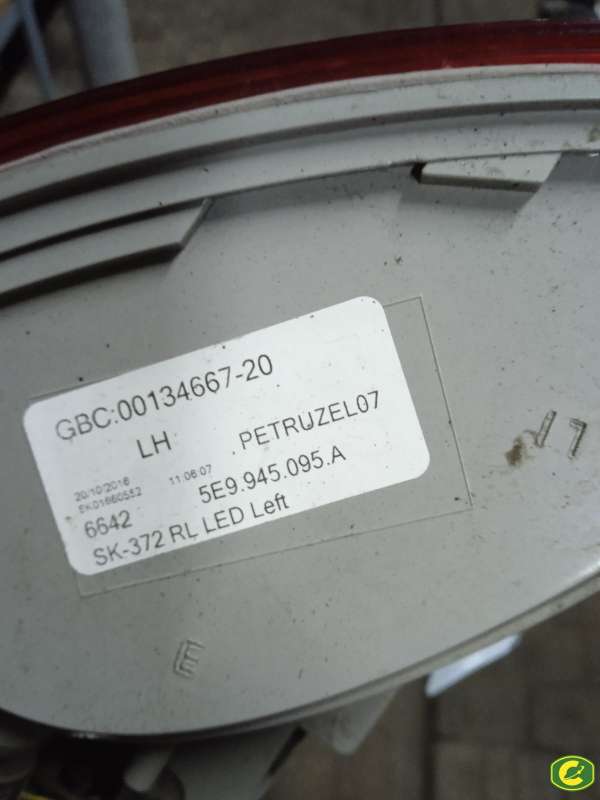 GBC:00134667-20
LH
PETRUZEL07
20/10/2016 11:06:07
EK01660552
6642 5E9.945.095.A
SK-372 RL LED Left